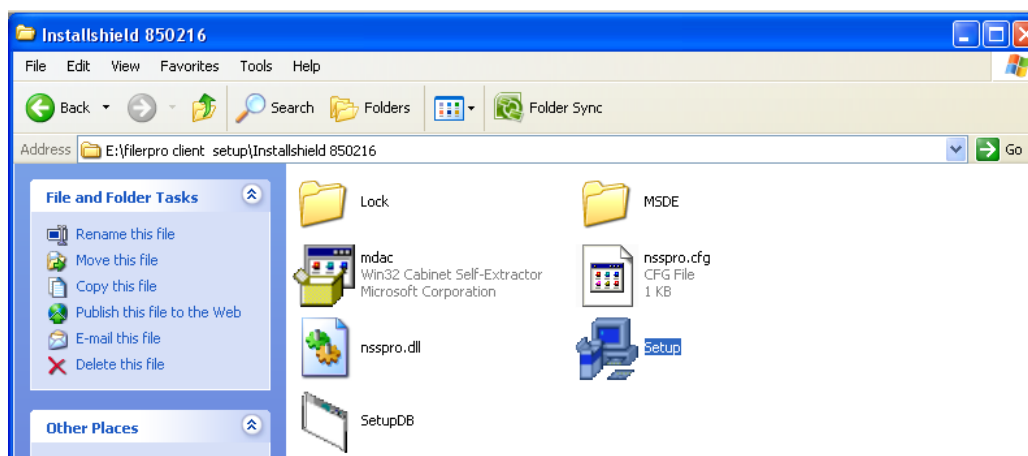 Installshield 850216
File Edit View Favorites Tools Help
Back Search Folders Folder Sync
Address E:\filerpro client setup\Installshield 850216 Go
File and Folder Tasks
Rename this file
Move this file
Copy this file
Publish this file to the Web
E-mail this file
Delete this file
Other Places
Lock
MSDE
mdac
Win32 Cabinet Self-Extractor
Microsoft Corporation
nsspro.cfg
CFG File
1 KB
nsspro.dll
Setup
SetupDB